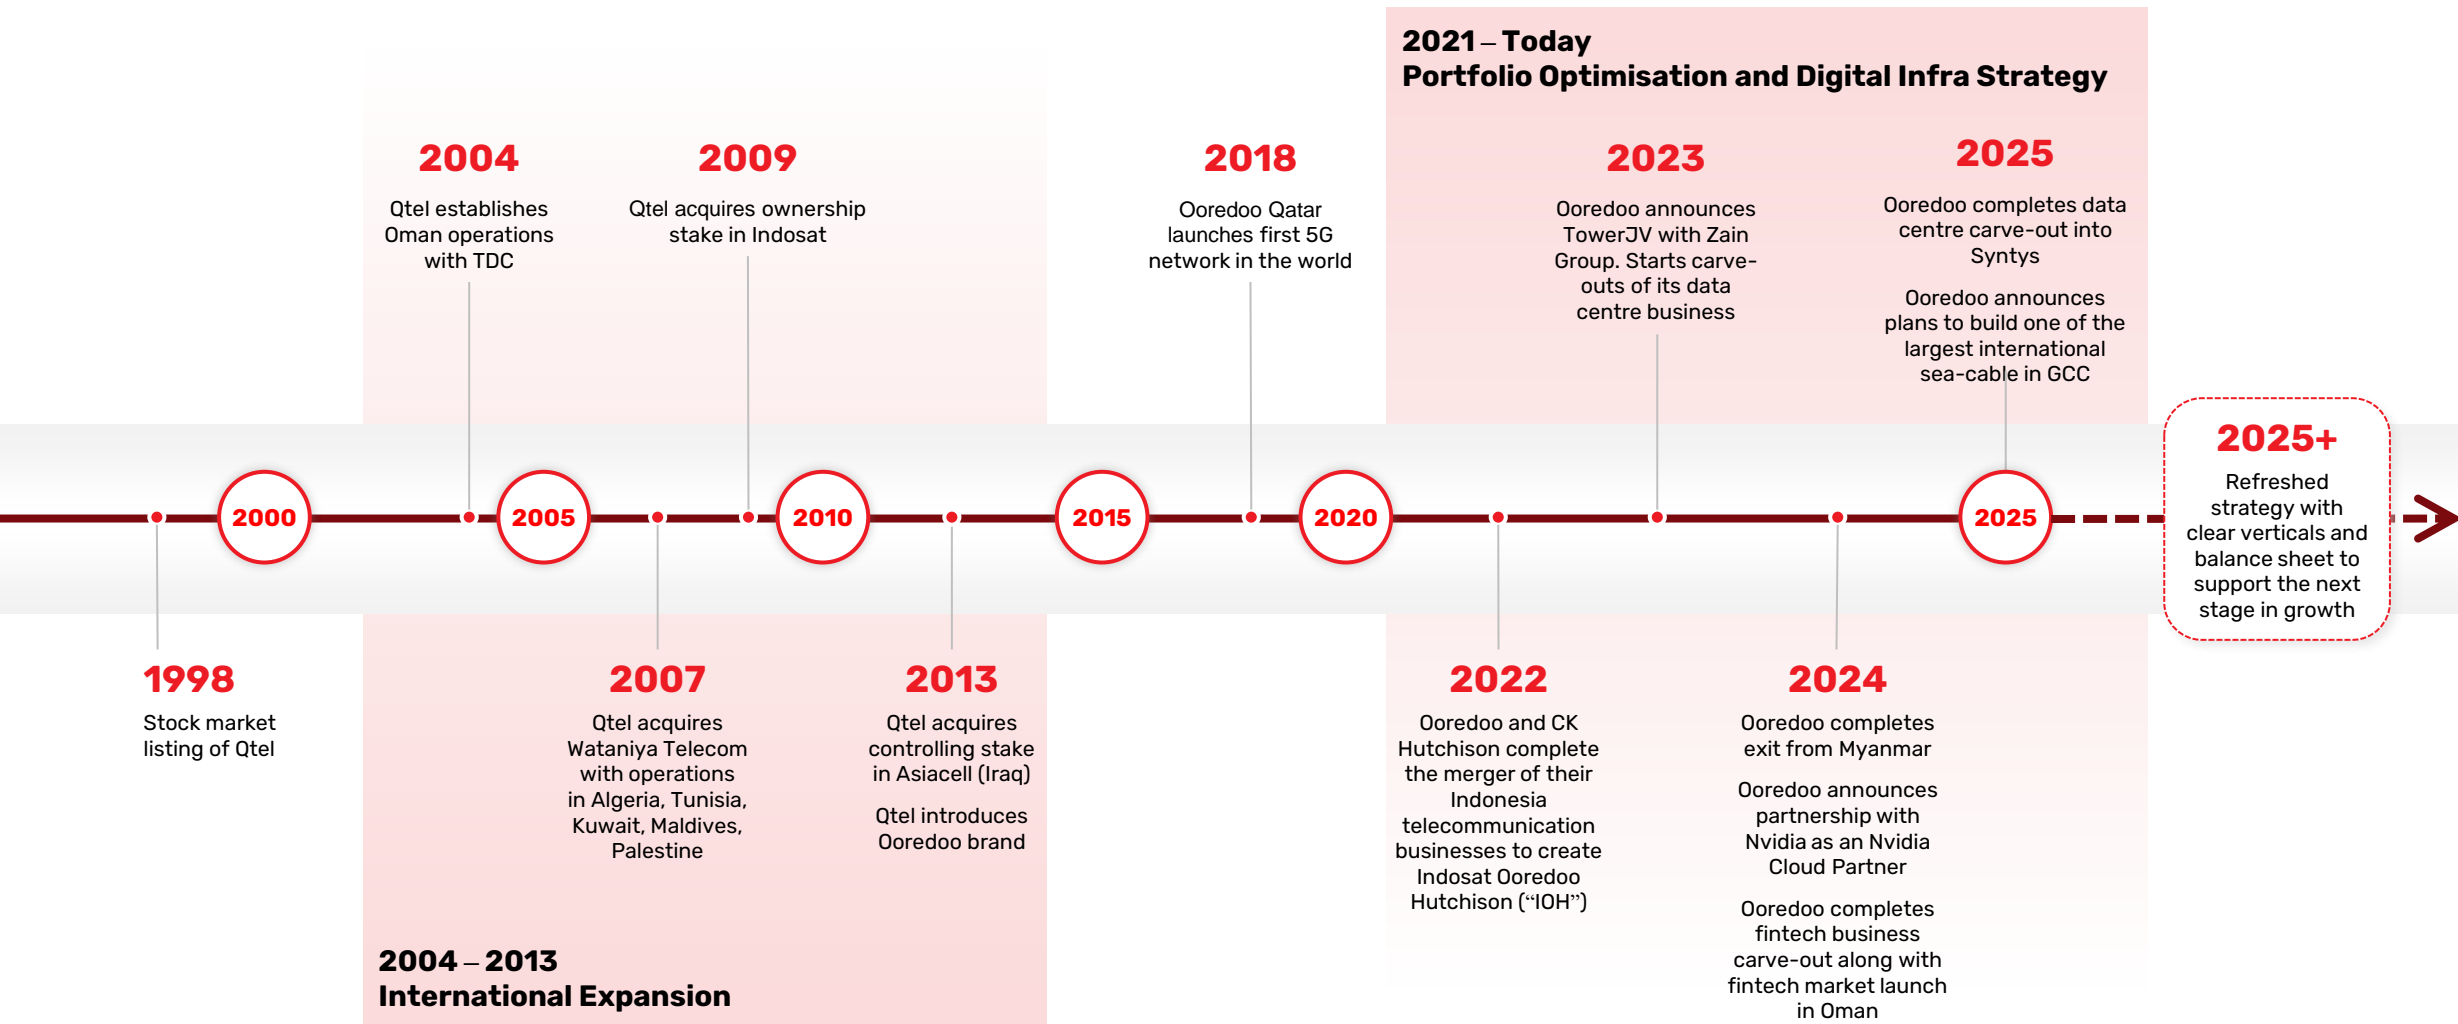 2021 – Today
Portfolio Optimisation and Digital Infra Strategy
2004
Qtel establishes
Oman operations
with TDC
2009
Qtel acquires ownership
stake in Indosat
2018
Ooredoo Qatar
launches first 5G
network in the world
2023
Ooredoo announces
TowerJV with Zain
Group. Starts carve-
outs of its data
centre business
2025
Ooredoo completes data
centre carve-out into
Syntys
Ooredoo announces
plans to build one of the
largest international
sea-cable in GCC
2000
2005
2010
2015
2020
2025
2025+
Refreshed
strategy with
clear verticals and
balance sheet to
support the next
stage in growth
1998
Stock market
listing of Qtel
2007
Qtel acquires
Wataniya Telecom
with operations
in Algeria, Tunisia,
Kuwait, Maldives,
Palestine
2013
Qtel acquires
controlling stake
in Asiacell (Iraq)
Qtel introduces
Ooredoo brand
2022
Ooredoo and CK
Hutchison complete
the merger of their
Indonesia
telecommunication
businesses to create
Indosat Ooredoo
Hutchison (“IOH”)
2024
Ooredoo completes
exit from Myanmar
Ooredoo announces
partnership with
Nvidia as an Nvidia
Cloud Partner
Ooredoo completes
fintech business
carve-out along with
fintech market launch
in Oman
2004 – 2013
International Expansion